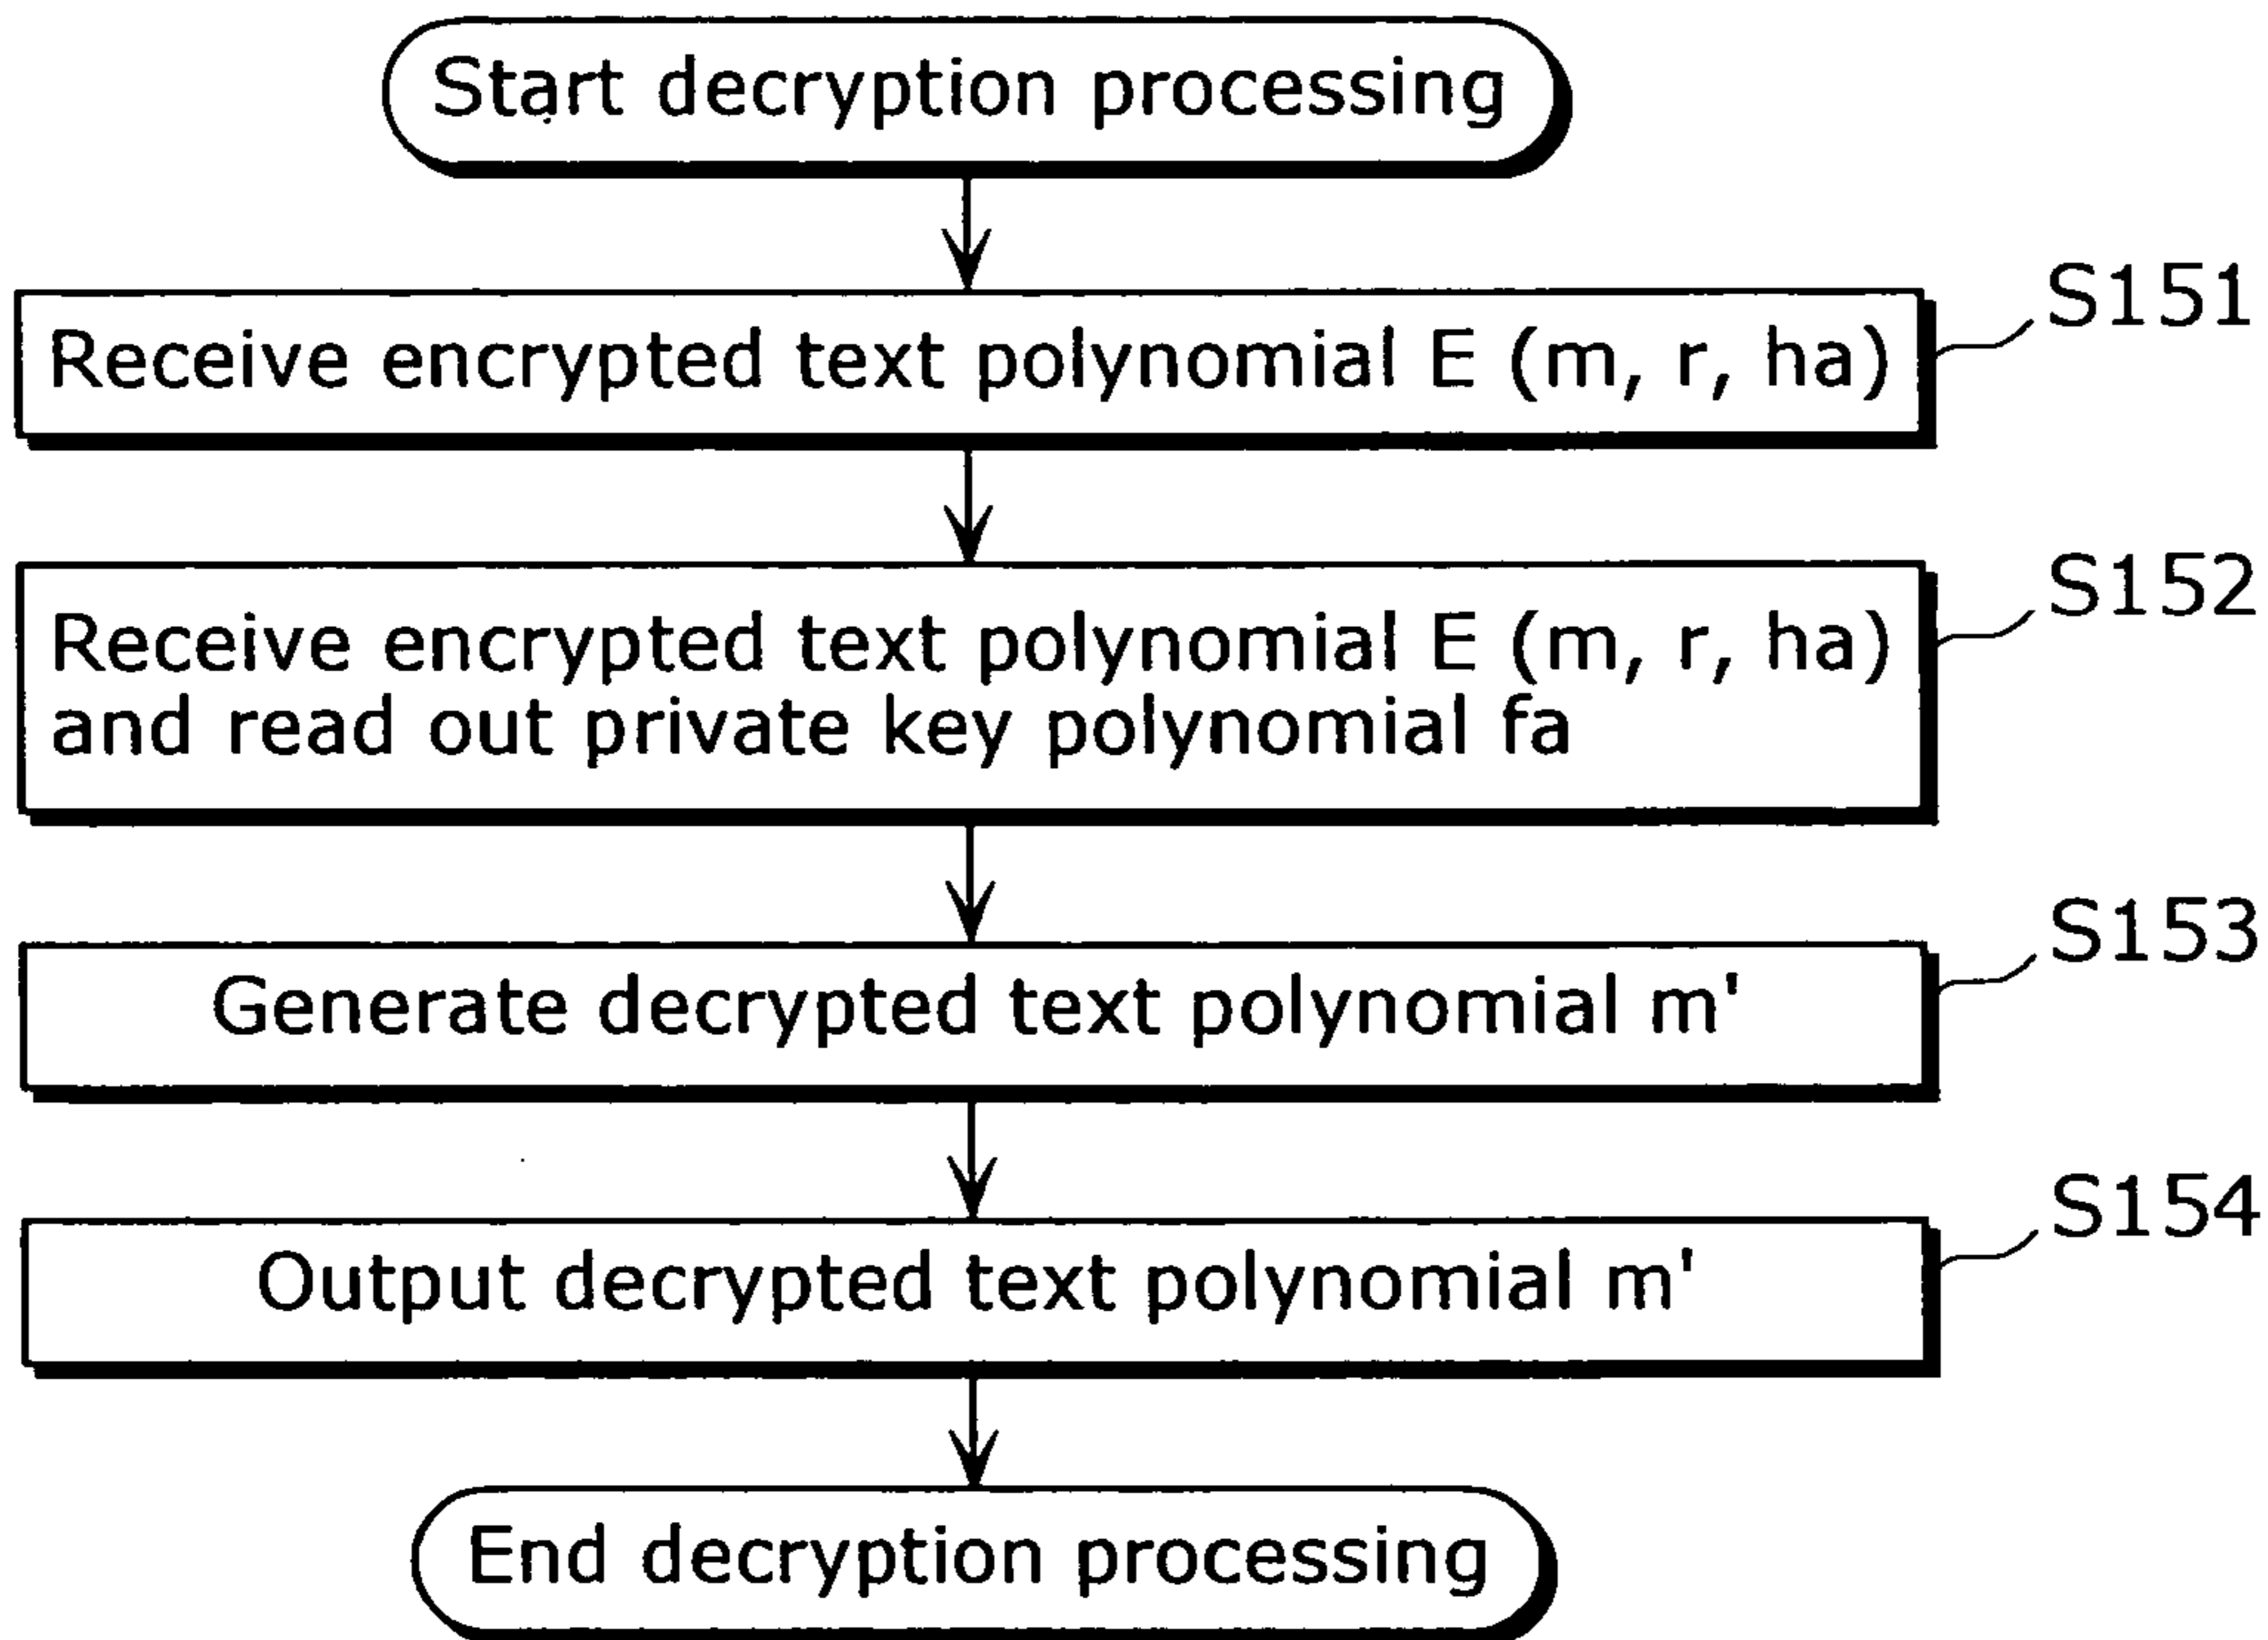 Start decryption processing
S151
Receive encrypted text polynomial E (m, r, ha)
S152
Receive encrypted text polynomial E (m, r, ha)
and read out private key polynomial fa
S153
Generate decrypted text polynomial m'
S154
Output decrypted text polynomial m'
End decryption processing